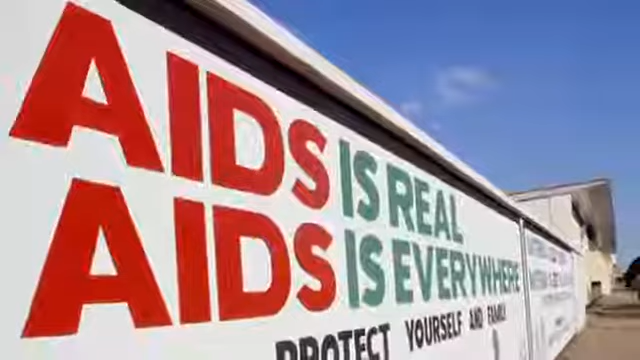 AIDS IS REAL
AIDS IS EVERYWHERE
PROTECT YOURSELF AND FAMILY